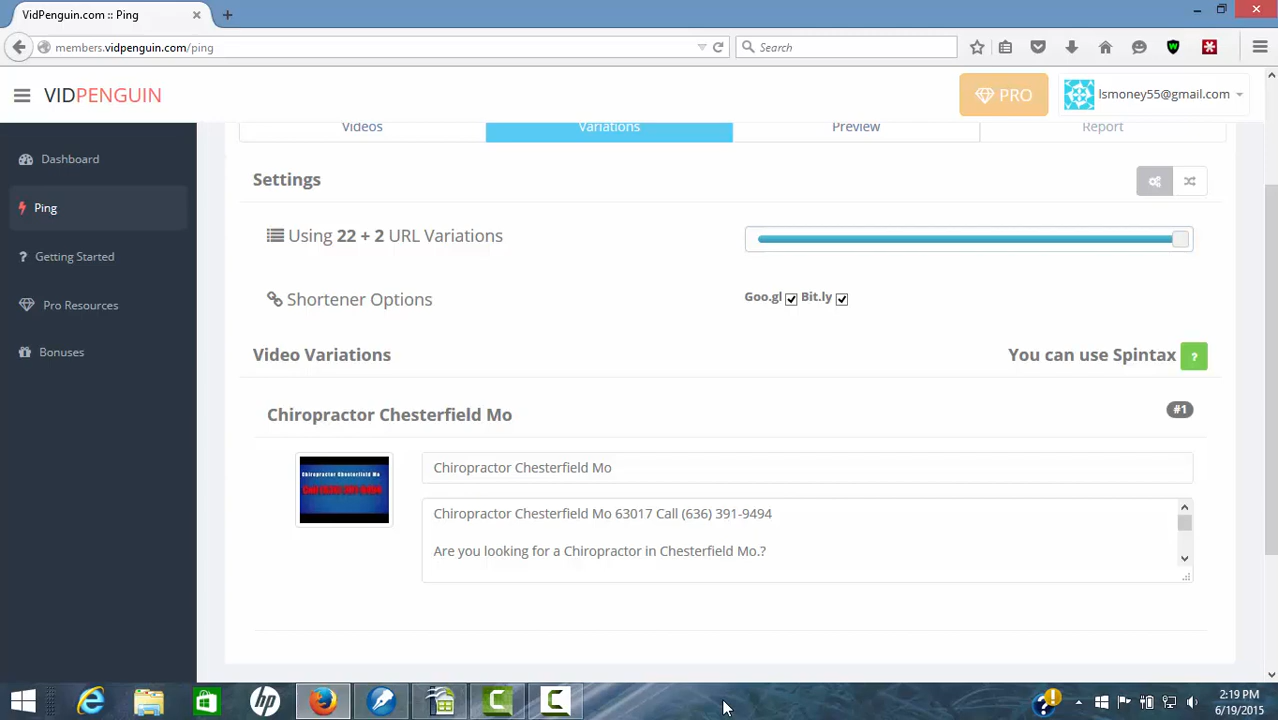 VidPenguin.com :: Ping
members.vidpenguin.com/ping
Search
VIDPENGUIN
PRO
lsmoney55@gmail.com
Dashboard
Ping
Getting Started
Pro Resources
Bonuses
Videos
Variations
Preview
Report
Settings
Using 22 + 2 URL Variations
Shortener Options
Goo.gl Bit.ly
Video Variations
You can use Spintax ?
Chiropractor Chesterfield Mo
#1
Chiropractor Chesterfield Mo
Chiropractor Chesterfield Mo
Chiropractor Chesterfield Mo 63017 Call (636) 391-9494
Are you looking for a Chiropractor in Chesterfield Mo.?
2:19 PM
6/19/2015